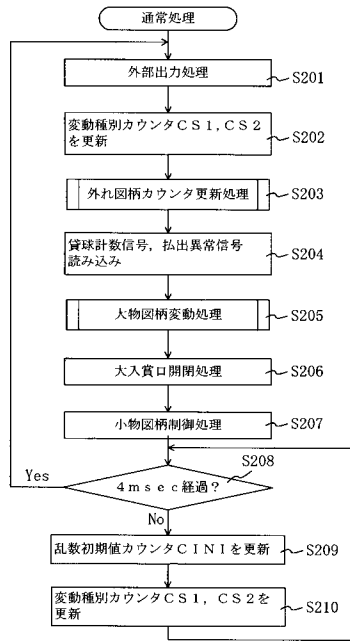 通常処理
外部出力処理
S201
変動種別カウンタCS1,CS2
を更新
S202
外れ図柄カウンタ更新処理
S203
貸球計数信号,払出異常信号
読み込み
S204
大物図柄変動処理
S205
大入賞口開閉処理
S206
小物図柄制御処理
S207
S208
Yes
4msec経過?
No
乱数初期値カウンタCINIを更新
S209
変動種別カウンタCS1,CS2を
更新
S210